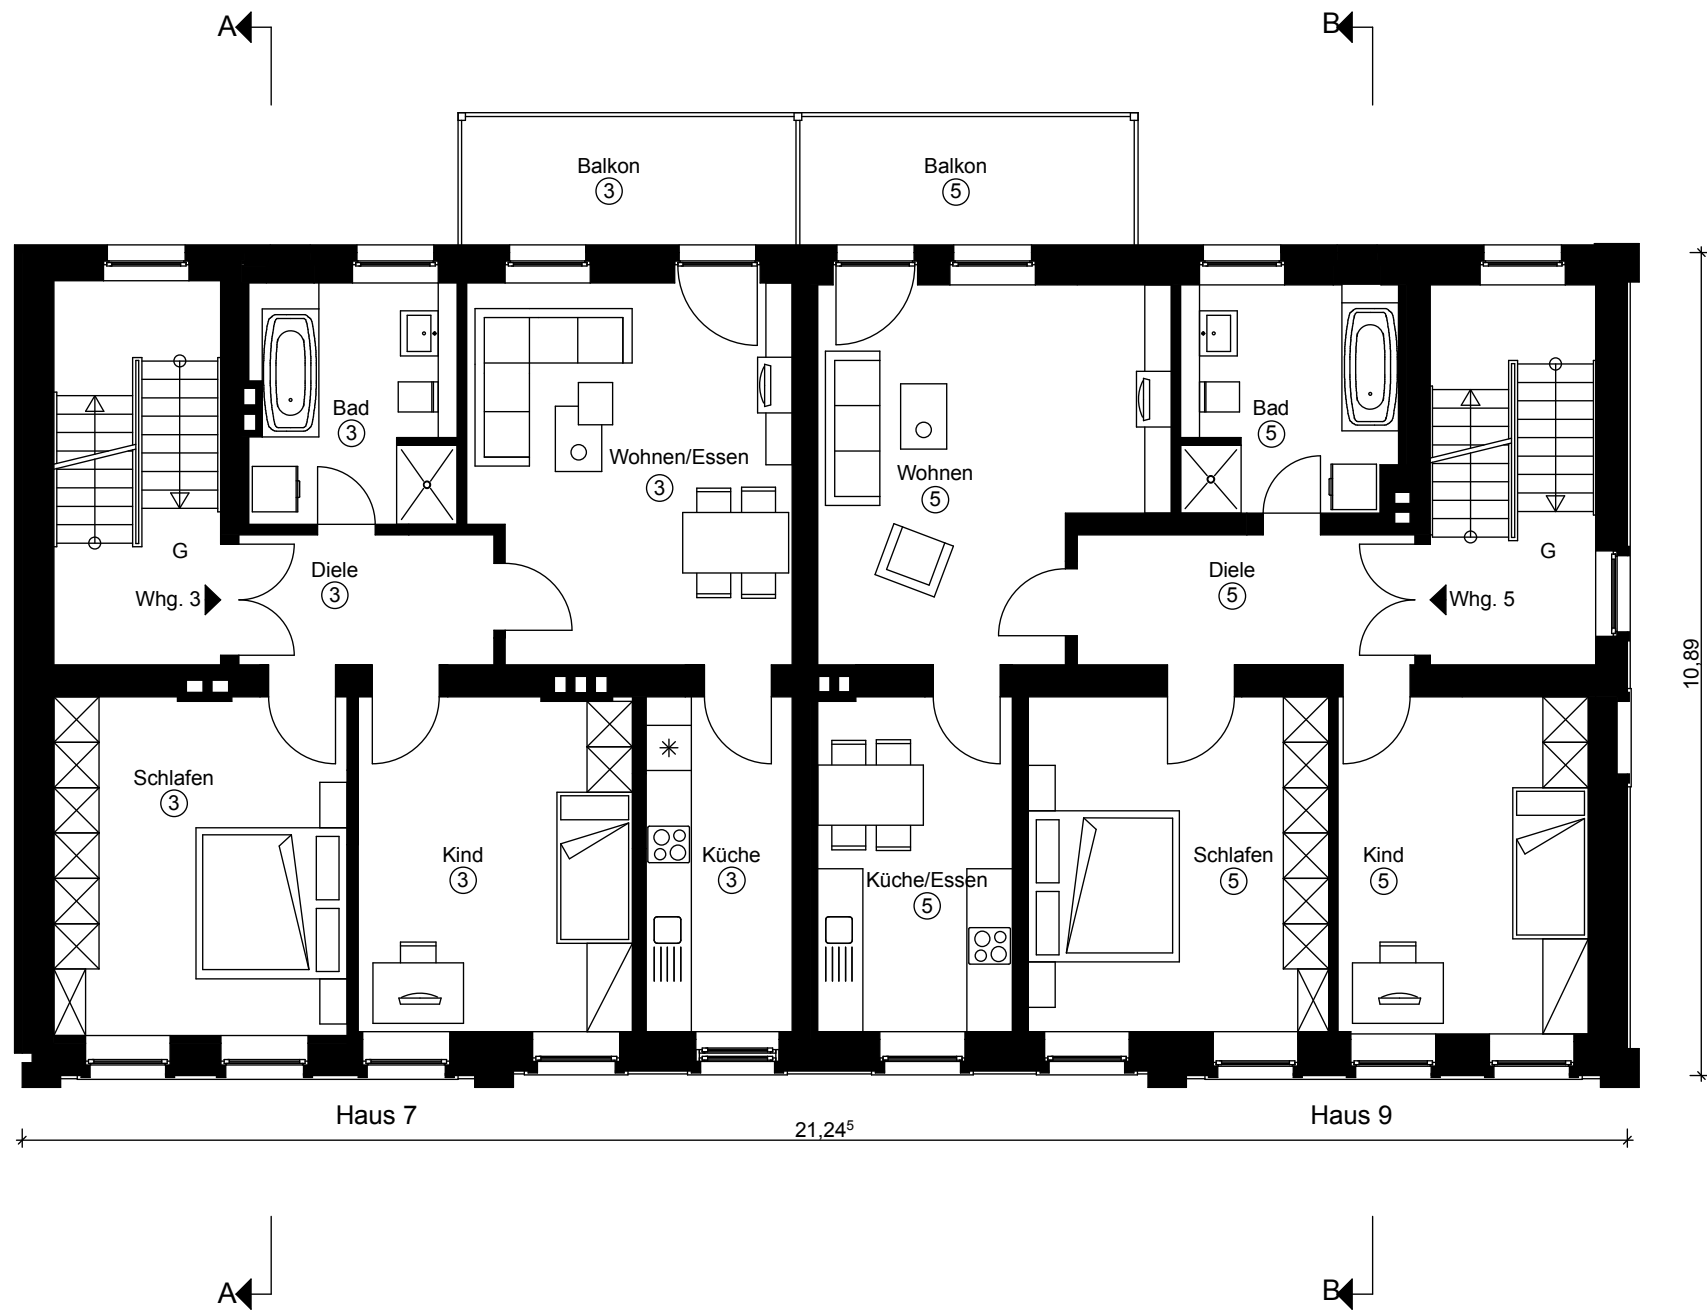 A
B
Balkon
3
Balkon
5
Bad
3
Bad
5
Wohnen/Essen
3
Wohnen
5
G
G
Diele
3
Diele
5
Whg. 3
Whg. 5
10,89
Schlafen
3
Kind
3
Küche
3
Küche/Essen
5
Schlafen
5
Kind
5
Haus 7
Haus 9
21,24⁵
A
B